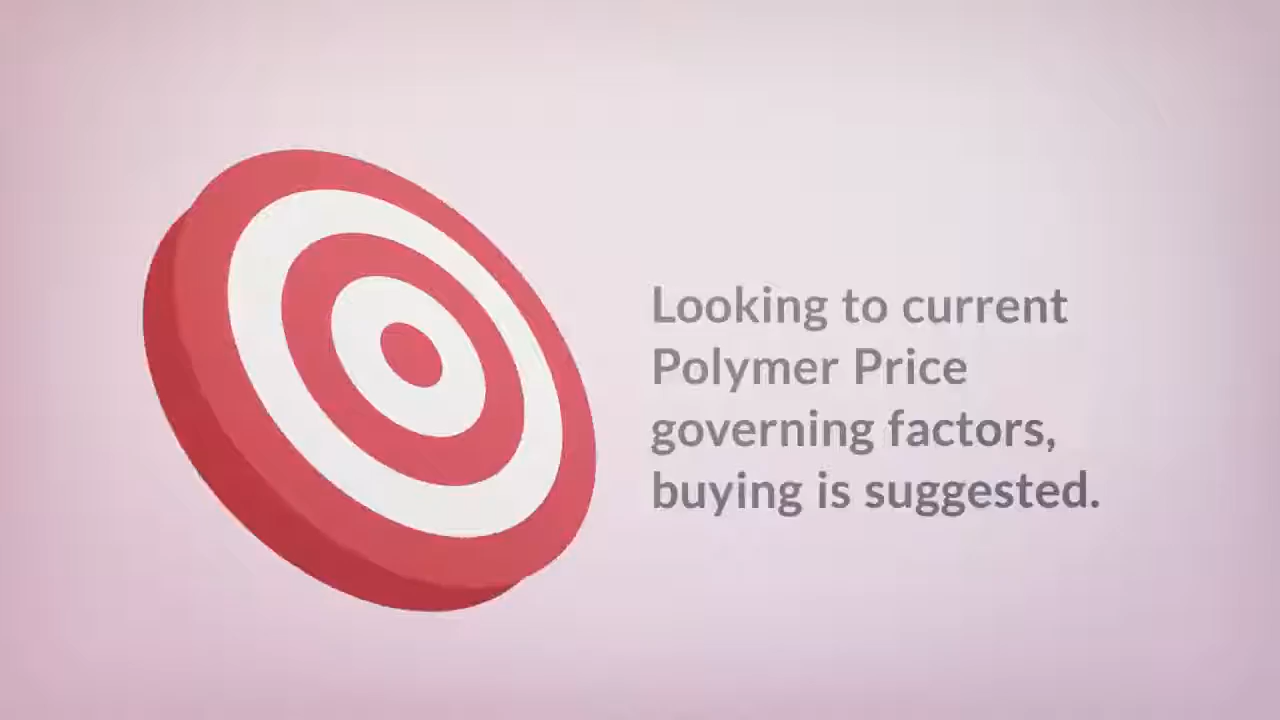 Looking to current
Polymer Price
governing factors,
buying is suggested.